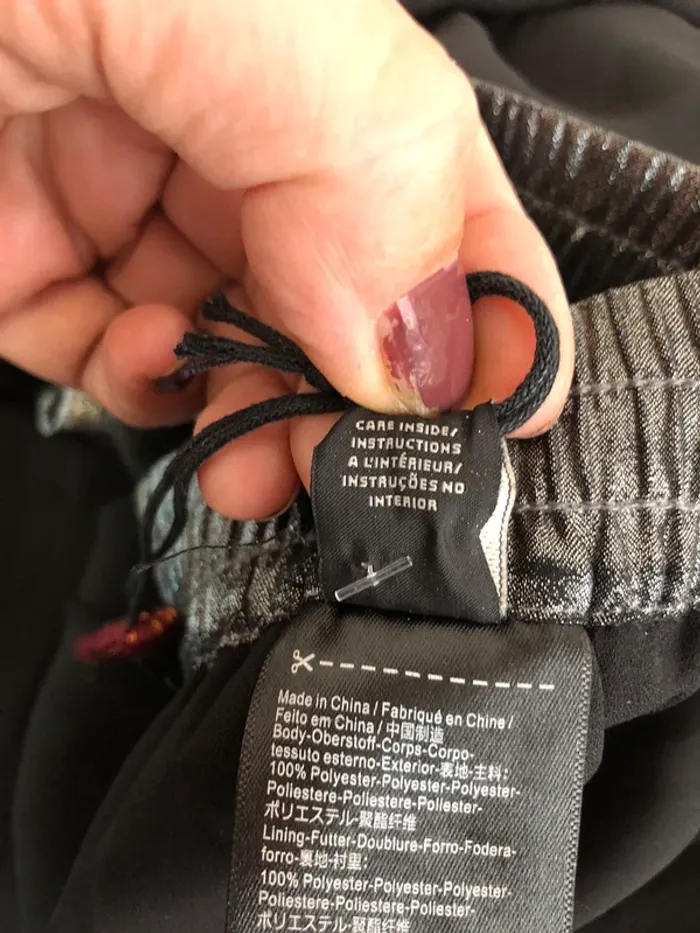 CARE INSIDE/
INSTRUCTIONS
A L'INTÉRIEUR/
INSTRUÇÕES NO
INTERIOR
Made in China / Fabriqué en Chine /
Feito em China / 中国制造
Body-Oberstoff-Corps-Corpo-
tessuto esterno-Exterior-裏地-主料:
100% Polyester-Polyester-Polyester-
Poliestere-Poliestere-Poliester-
ポリエステル-聚酯纤维
Lining-Futter-Doublure-Forro-Fodera-
forro-裏地-衬里:
100% Polyester-Polyester-Polyester-
Poliestere-Poliestere-Poliester-
ポリエステル-聚酯纤维